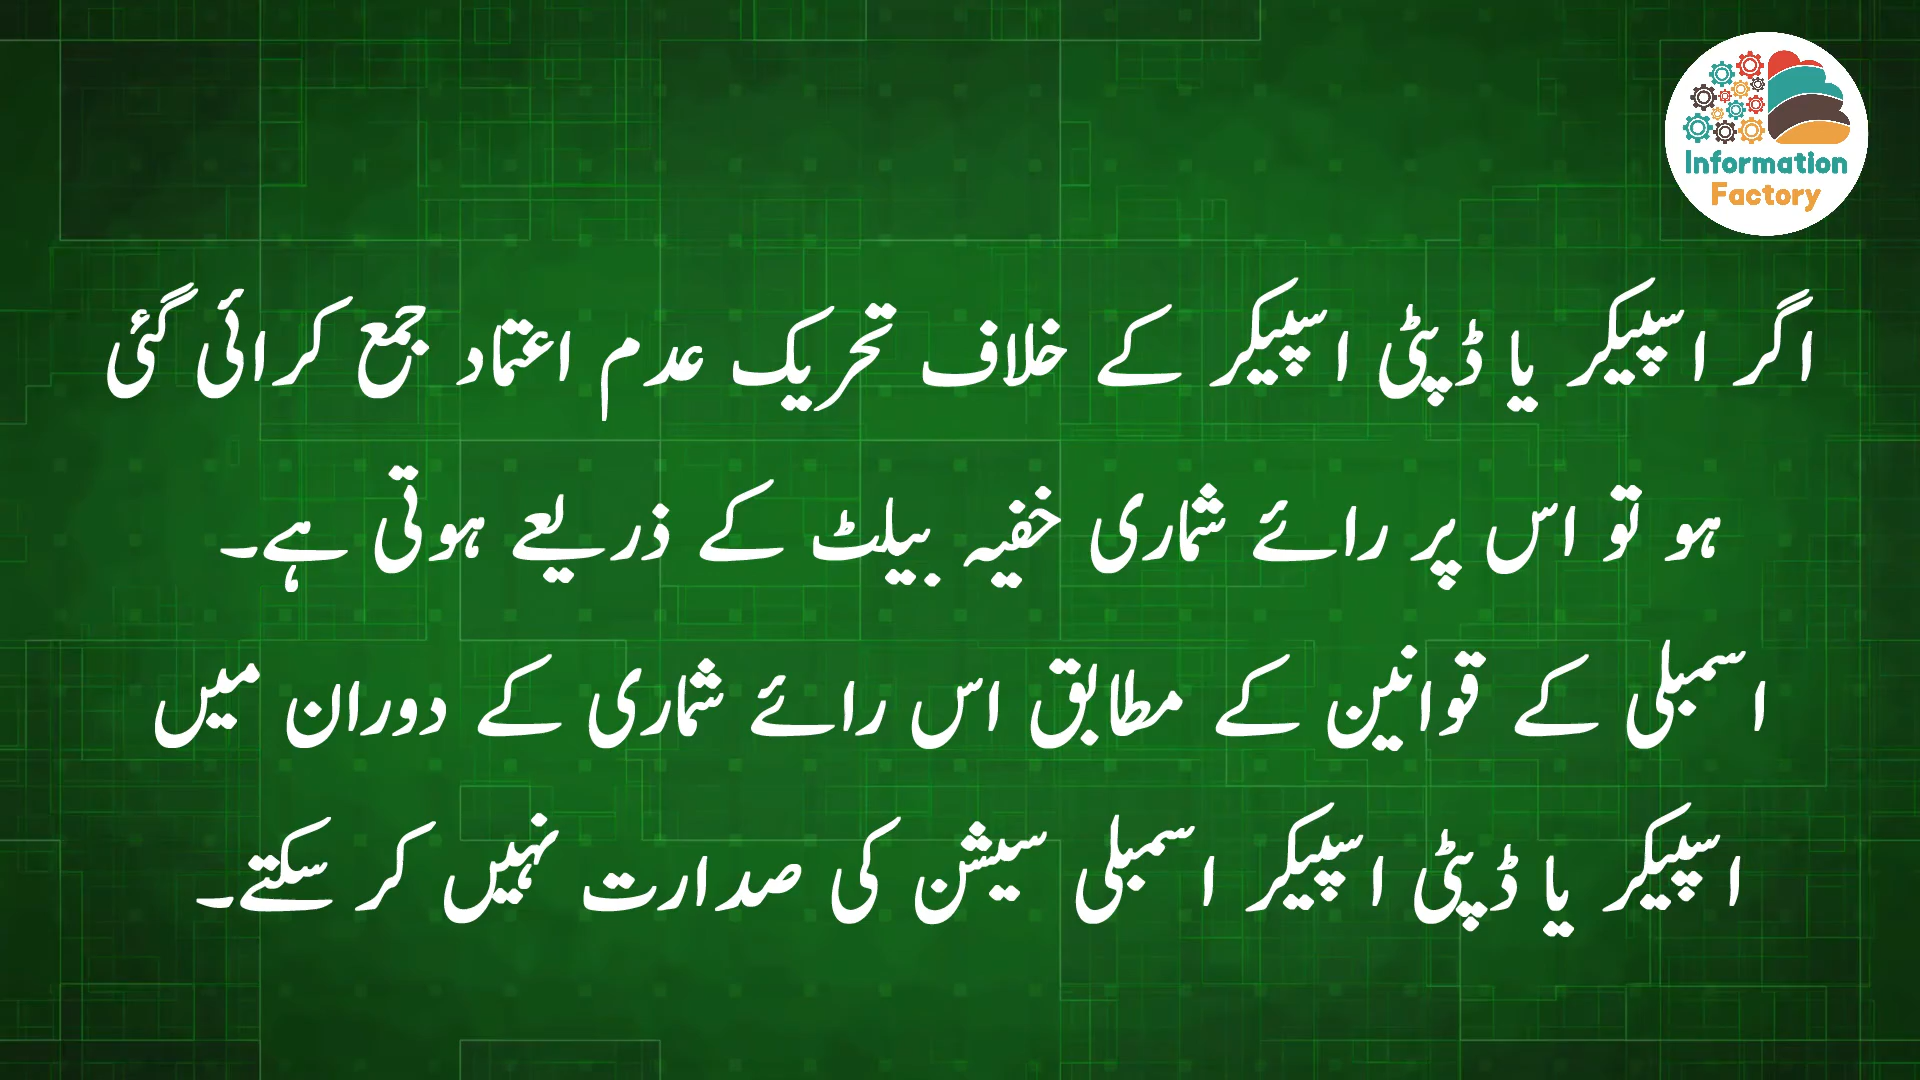 Information
Factory
اگر اسپیکر یا ڈپٹی اسپیکر کے خلاف تحریک عدم اعتماد جمع کرائی گئی
ہو تو اس پر رائے شماری خفیہ بیلٹ کے ذریعے ہوتی ہے۔
اسمبلی کے قوانین کے مطابق اس رائے شماری کے دوران میں
اسپیکر یا ڈپٹی اسپیکر اسمبلی سیشن کی صدارت نہیں کر سکتے۔